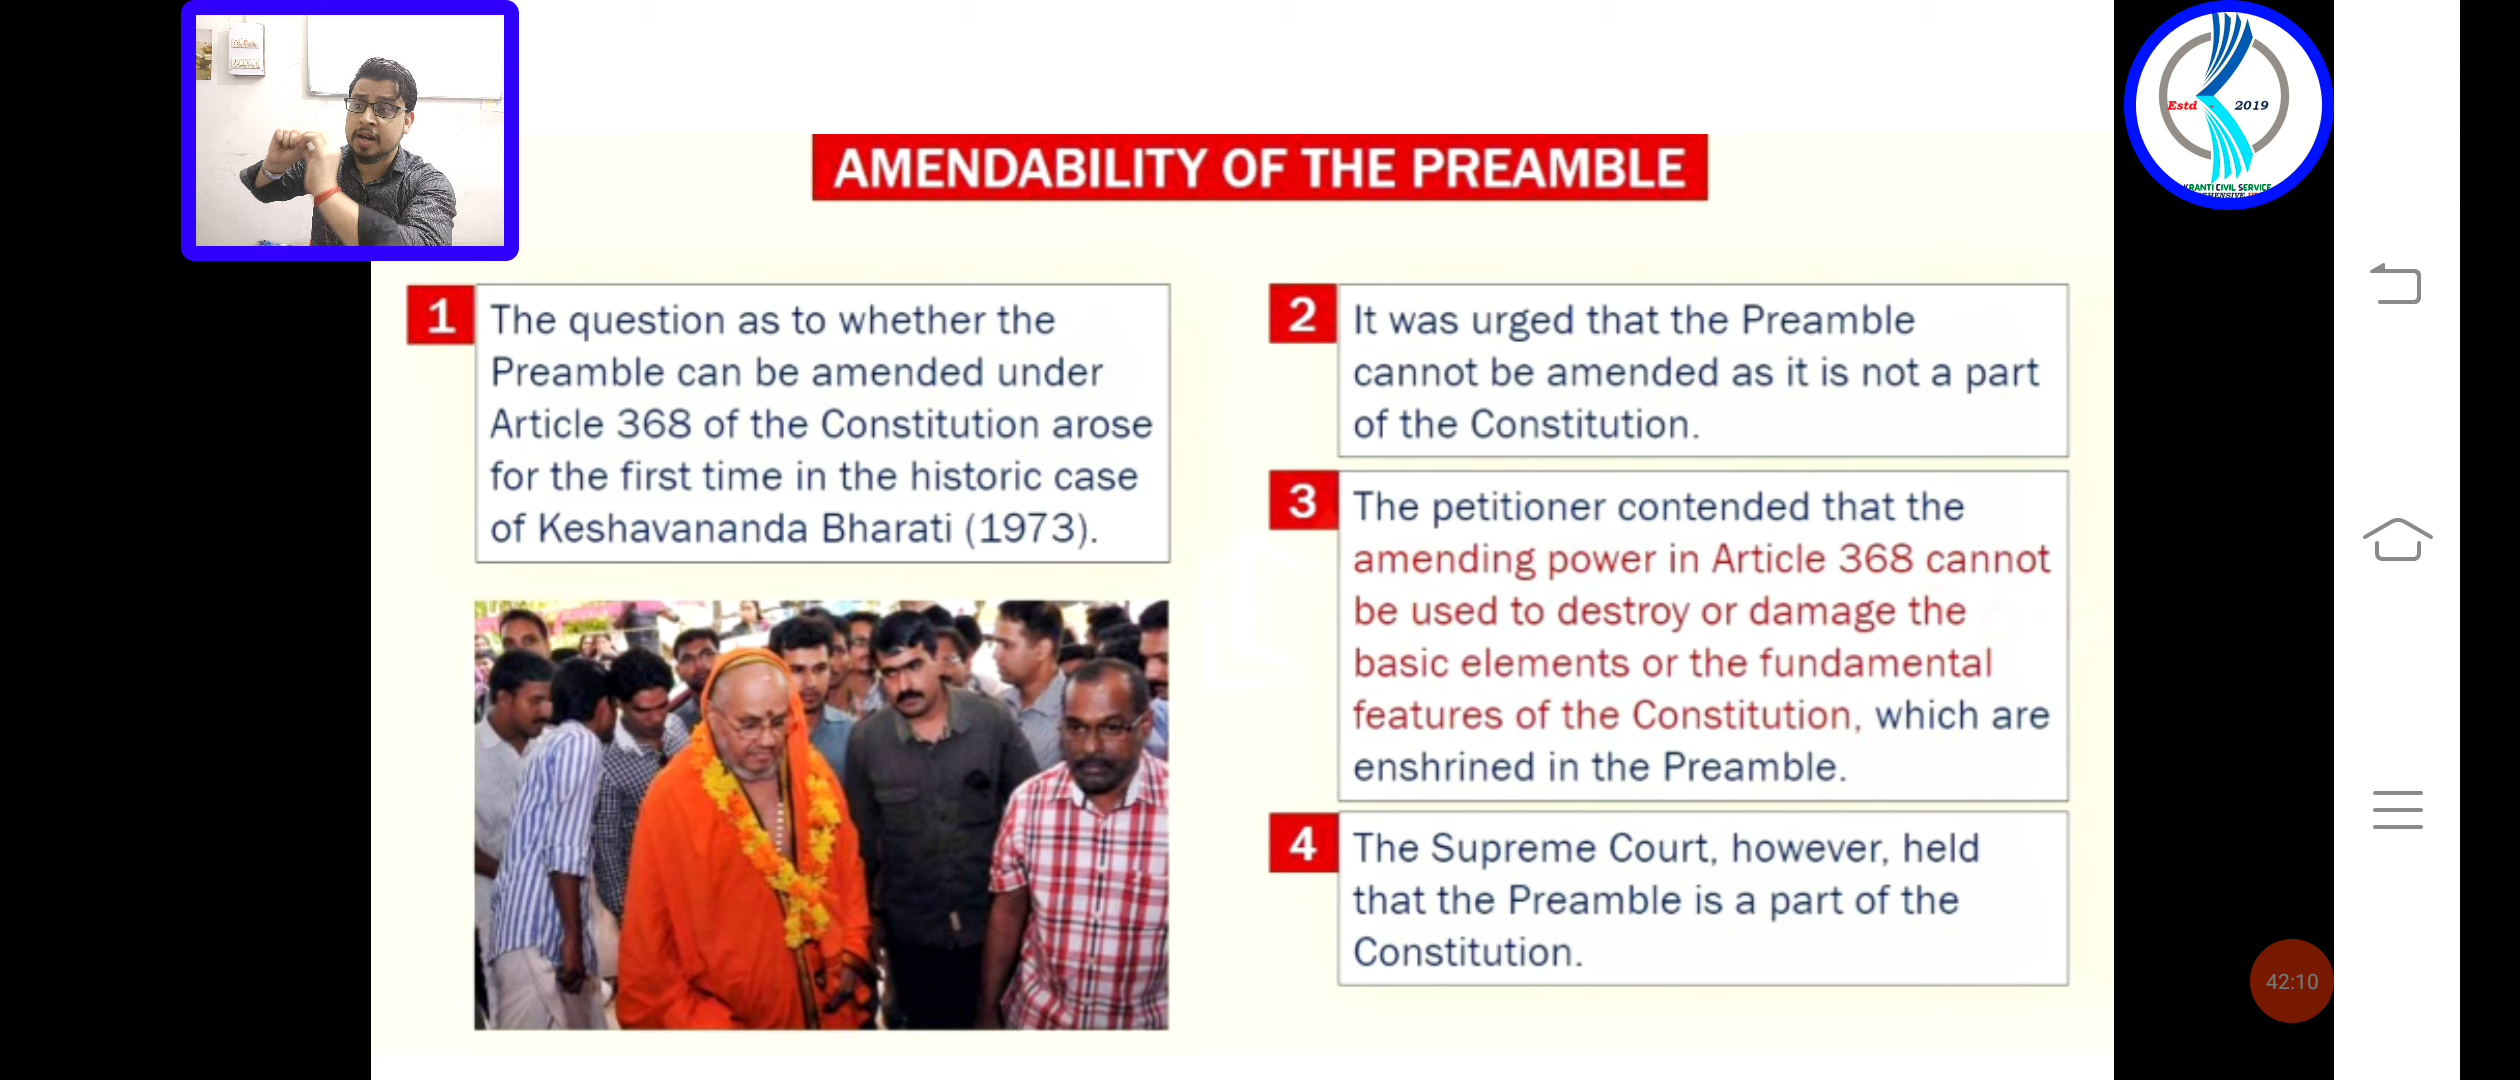 AMENDABILITY OF THE PREAMBLE
Estd - 2019
KRANTI CIVIL SERVICE
1
The question as to whether the
Preamble can be amended under
Article 368 of the Constitution arose
for the first time in the historic case
of Keshavananda Bharati (1973).
2
It was urged that the Preamble
cannot be amended as it is not a part
of the Constitution.
3
The petitioner contended that the
amending power in Article 368 cannot
be used to destroy or damage the
basic elements or the fundamental
features of the Constitution, which are
enshrined in the Preamble.
4
The Supreme Court, however, held
that the Preamble is a part of the
Constitution.
42:10